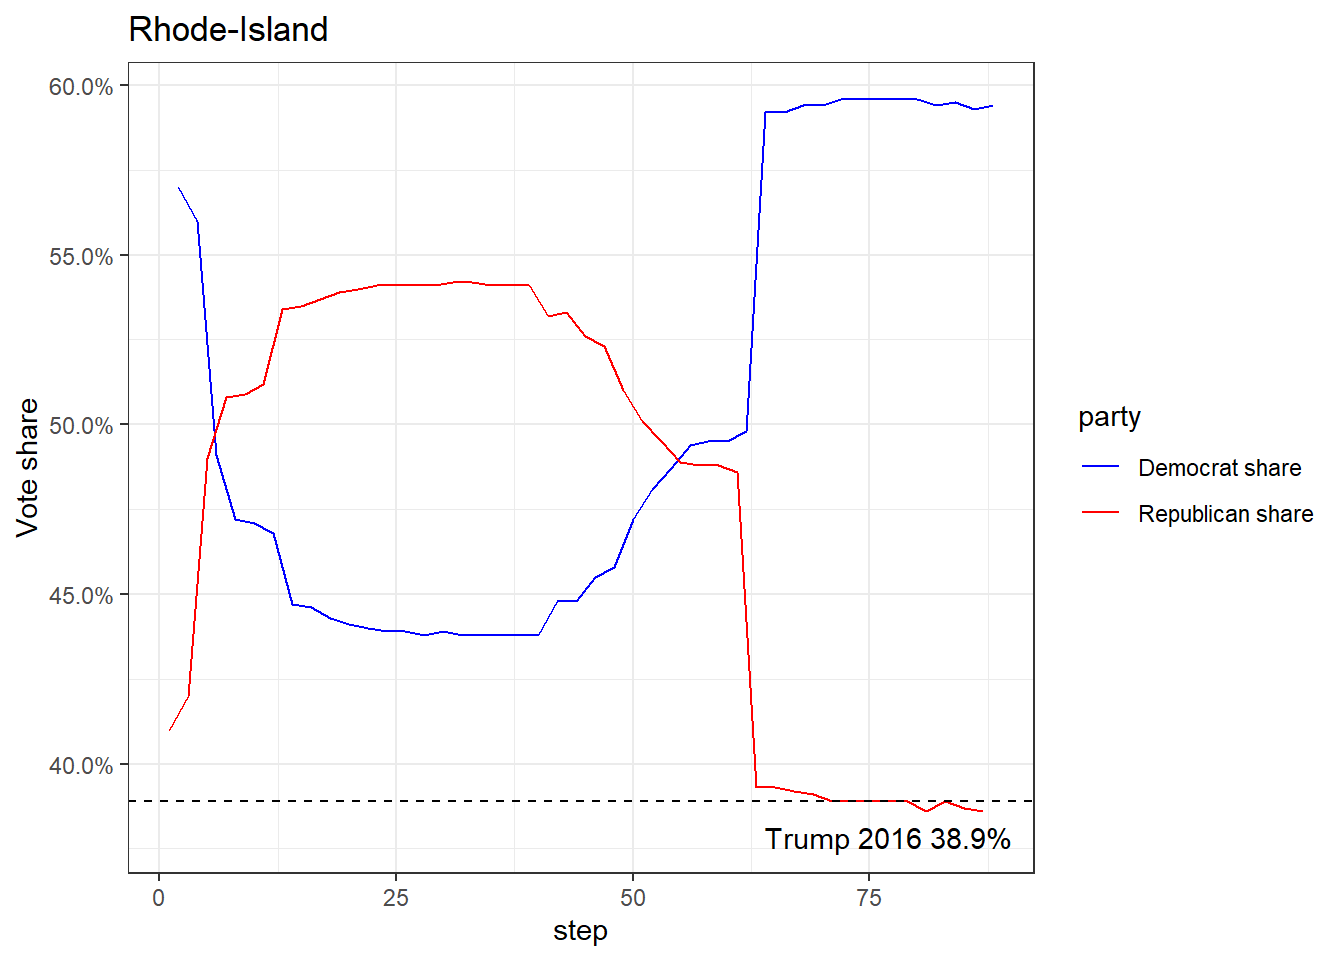 Rhode-Island
60.0%
55.0%
50.0%
45.0%
40.0%
Vote share
Trump 2016 38.9%
0 25 50 75
step
party
Democrat share
Republican share